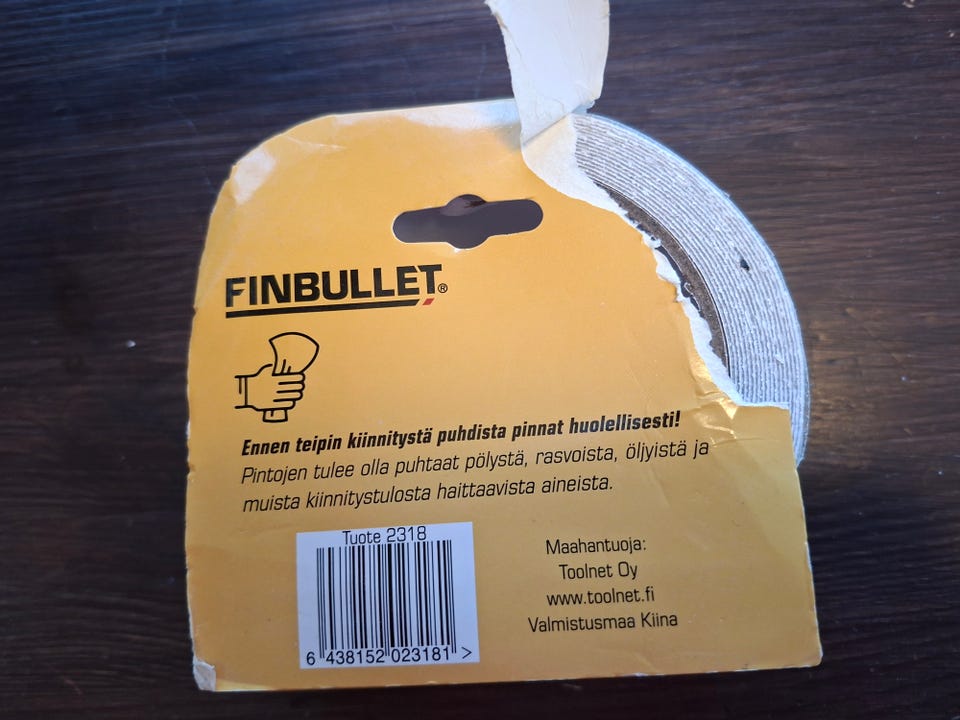 FINBULLET®
Ennen teipin kiinnitystä puhdista pinnat huolellisesti!
Pintojen tulee olla puhtaat pölystä, rasvoista, öljyistä ja
muista kiinnitystulosta haittaavista aineista.
Tuote 2318
6 438152 023181 >
Maahantuoja:
Toolnet Oy
www.toolnet.fi
Valmistusmaa Kiina